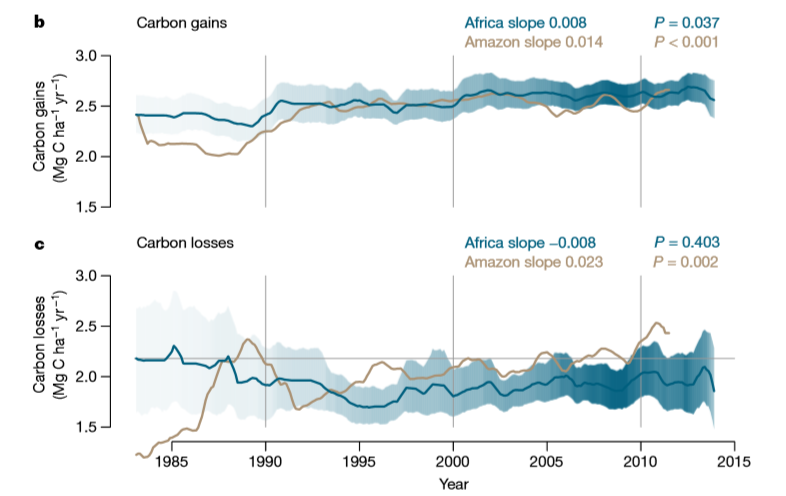 b Carbon gains Africa slope 0.008 P = 0.037
Amazon slope 0.014 P < 0.001
3.0
2.5
2.0
1.5
Carbon gains
(Mg C ha⁻¹ yr⁻¹)
c Carbon losses Africa slope −0.008 P = 0.403
Amazon slope 0.023 P = 0.002
3.0
2.5
2.0
1.5
Carbon losses
(Mg C ha⁻¹ yr⁻¹)
1985 1990 1995 2000 2005 2010 2015
Year